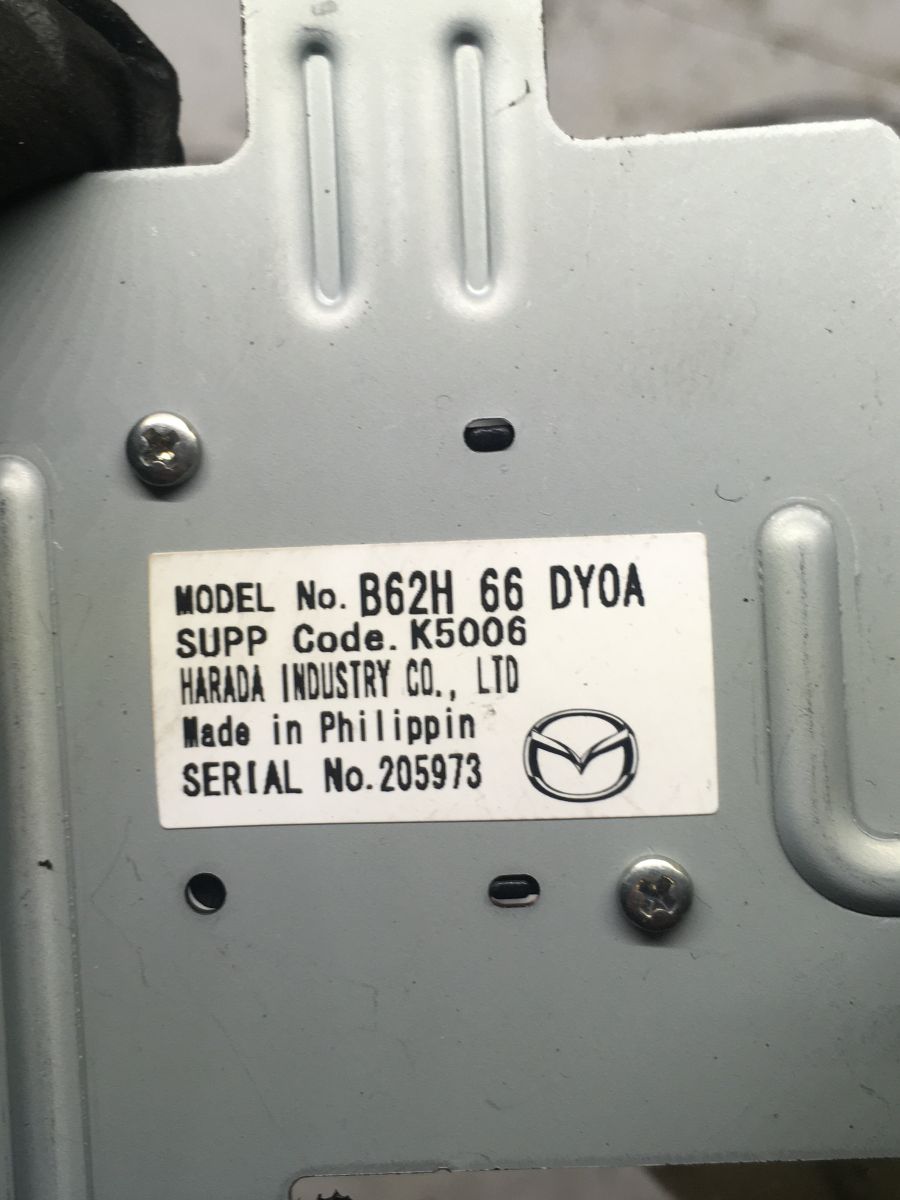 MODEL No. B62H 66 DY0A
SUPP Code. K5006
HARADA INDUSTRY CO., LTD
Made in Philippin
SERIAL No.205973